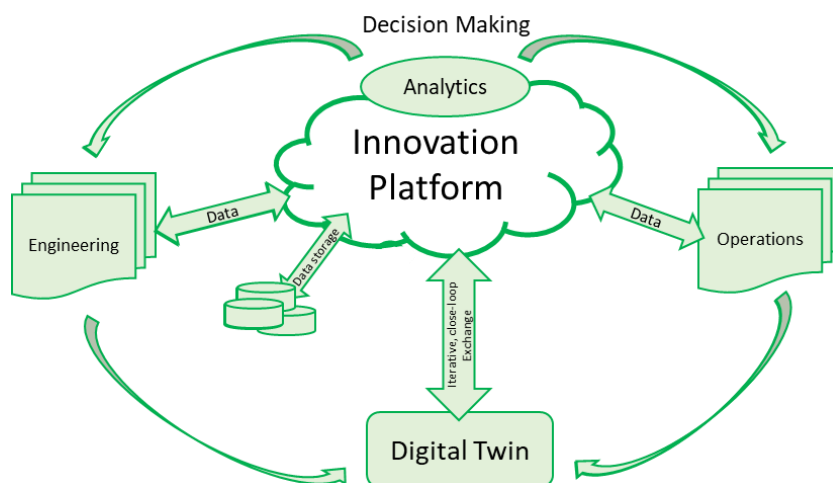 Decision Making
Analytics
Innovation
Platform
Data
Data
Engineering
Operations
Data storage
Iterative, close-loop
Exchange
Digital Twin